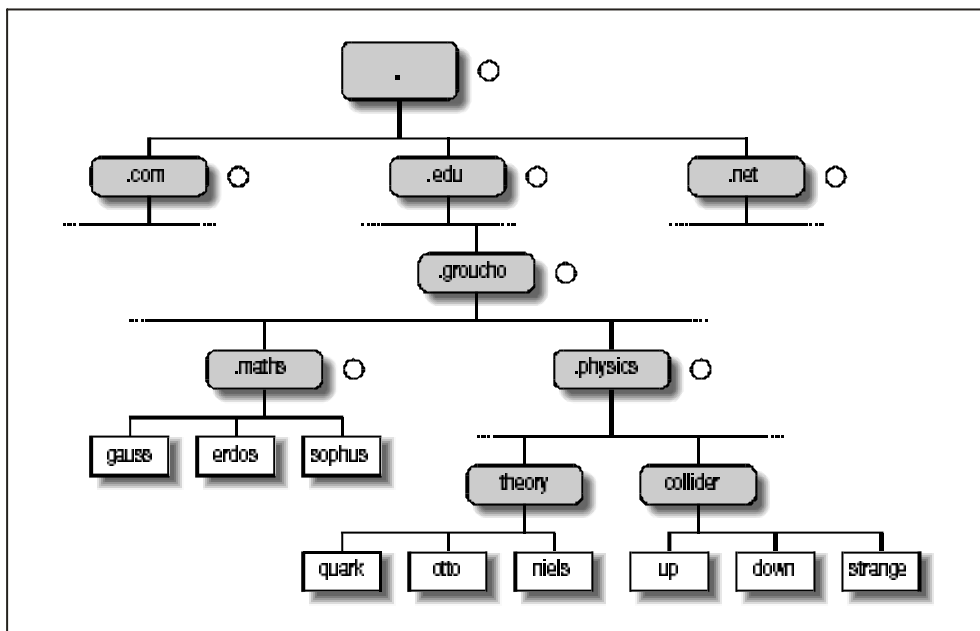 .
.com .edu .net
.groucho
.maths .physics
gauss erdos sophus
theory collider
quark otto niels up down strange